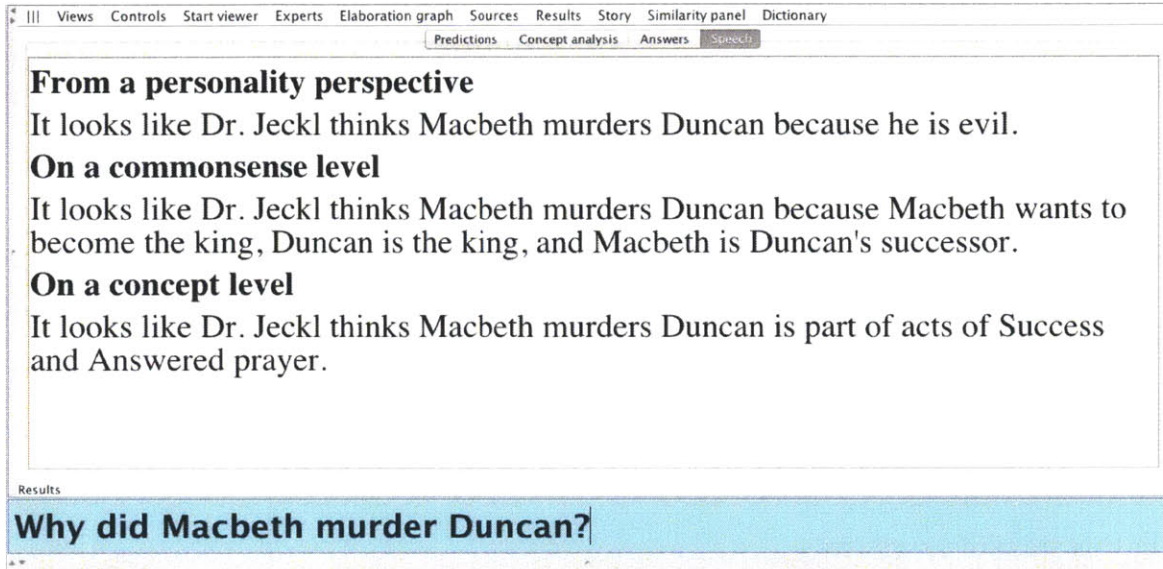 ||| Views Controls Start viewer Experts Elaboration graph Sources Results Story Similarity panel Dictionary
Predictions Concept analysis Answers Speech
From a personality perspective
It looks like Dr. Jeckl thinks Macbeth murders Duncan because he is evil.
On a commonsense level
It looks like Dr. Jeckl thinks Macbeth murders Duncan because Macbeth wants to
become the king, Duncan is the king, and Macbeth is Duncan's successor.
On a concept level
It looks like Dr. Jeckl thinks Macbeth murders Duncan is part of acts of Success
and Answered prayer.
Results
Why did Macbeth murder Duncan?